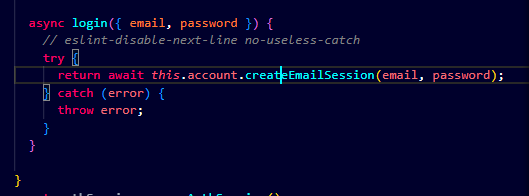 async login({ email, password }) {
// eslint-disable-next-line no-useless-catch
try {
return await this.account.createEmailSession(email, password);
} catch (error) {
throw error;
}
}
}